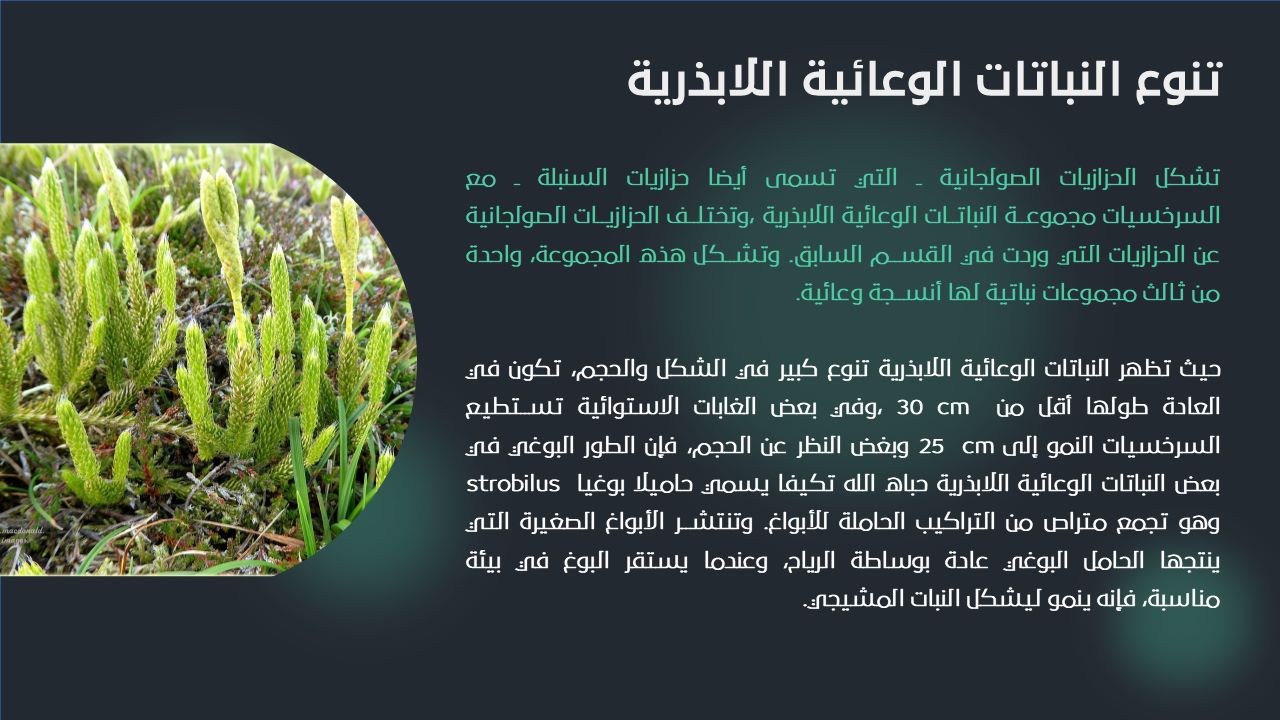 تنوع النباتات الوعائية اللابذرية
تشكل الحزازيات الصولجانية - التي تسمى أيضا حزازيات السنبلة - مع
السرخسيات مجموعة النباتات الوعائية اللابذرية ،وتختلف الحزازيات الصولجانية
عن الحزازيات التي وردت في القسم السابق. وتشكل هذه المجموعة، واحدة
من ثالث مجموعات نباتية لها أنسجة وعائية.
حيث تظهر النباتات الوعائية اللابذرية تنوع كبير في الشكل والحجم، تكون في
العادة طولها أقل من 30 cm ،وفي بعض الغابات الاستوائية تستطيع
السرخسيات النمو إلى 25 cm وبغض النظر عن الحجم، فإن الطور البوغي في
بعض النباتات الوعائية اللابذرية حباه الله تكيفا يسمي حاميلا بوغيا strobilus
وهو تجمع متراص من التراكيب الحاملة للأبواغ. وتنتشر الأبواغ الصغيرة التي
ينتجها الحامل البوغي عادة بوساطة الرياح، وعندما يستقر البوغ في بيئة
مناسبة، فإنه ينمو ليشكل النبات المشيجي.
macdonald.
images.